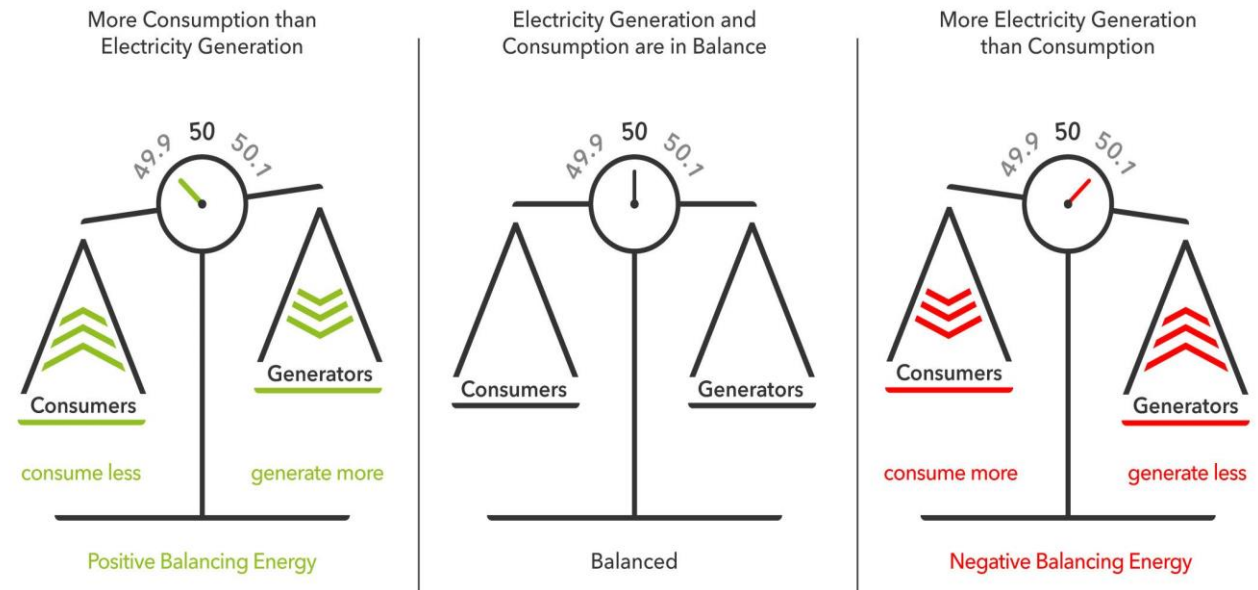 More Consumption than
Electricity Generation
49.9
50
50.1
Consumers
Generators
consume less
generate more
Positive Balancing Energy
Electricity Generation and
Consumption are in Balance
49.9
50
50.1
Consumers
Generators
Balanced
More Electricity Generation
than Consumption
49.9
50
50.1
Consumers
Generators
consume more
generate less
Negative Balancing Energy